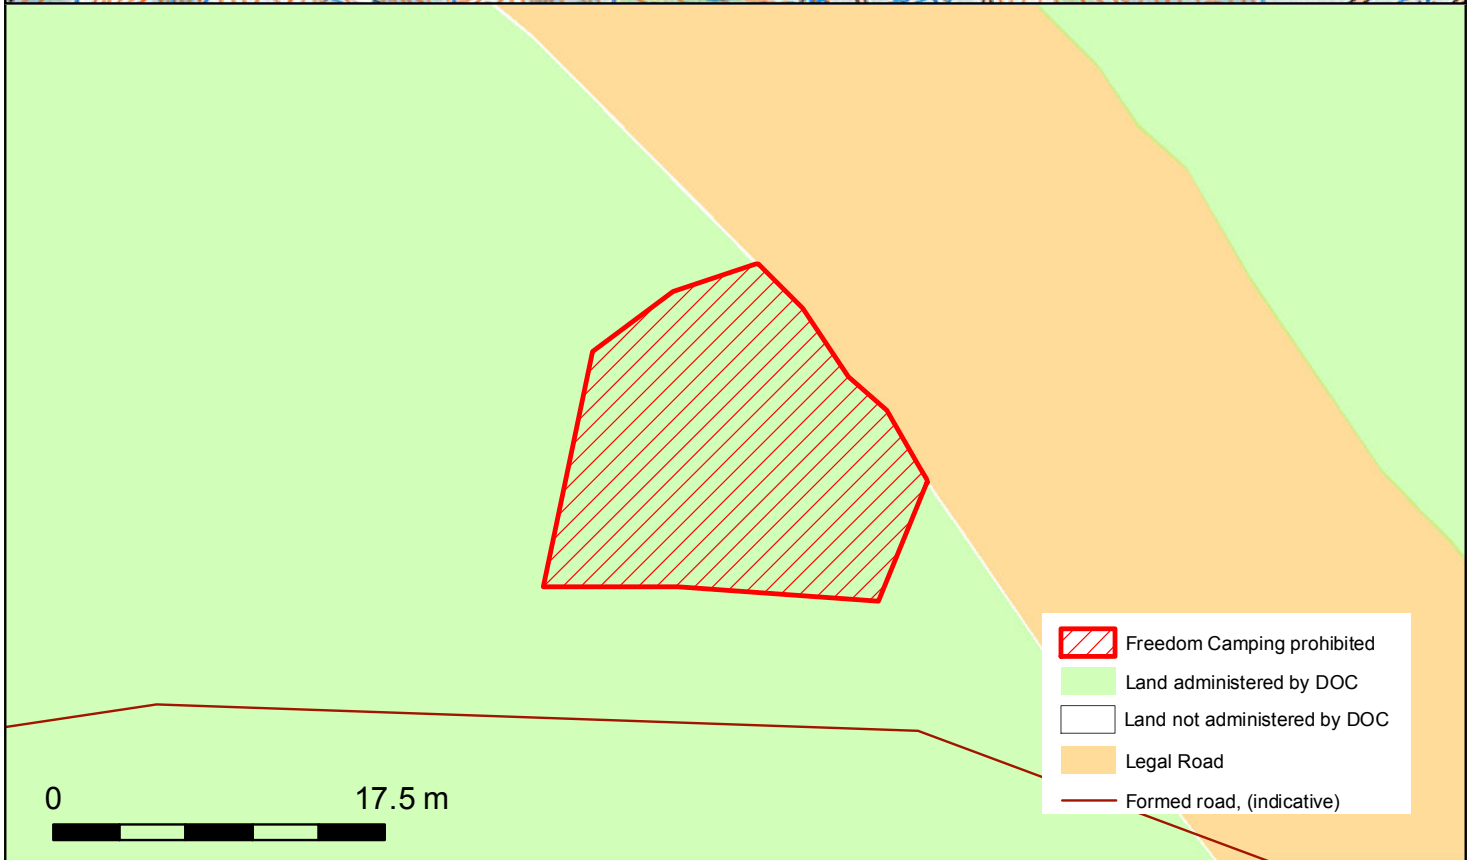 Freedom Camping prohibited
Land administered by DOC
Land not administered by DOC
Legal Road
Formed road, (indicative)
0 17.5 m